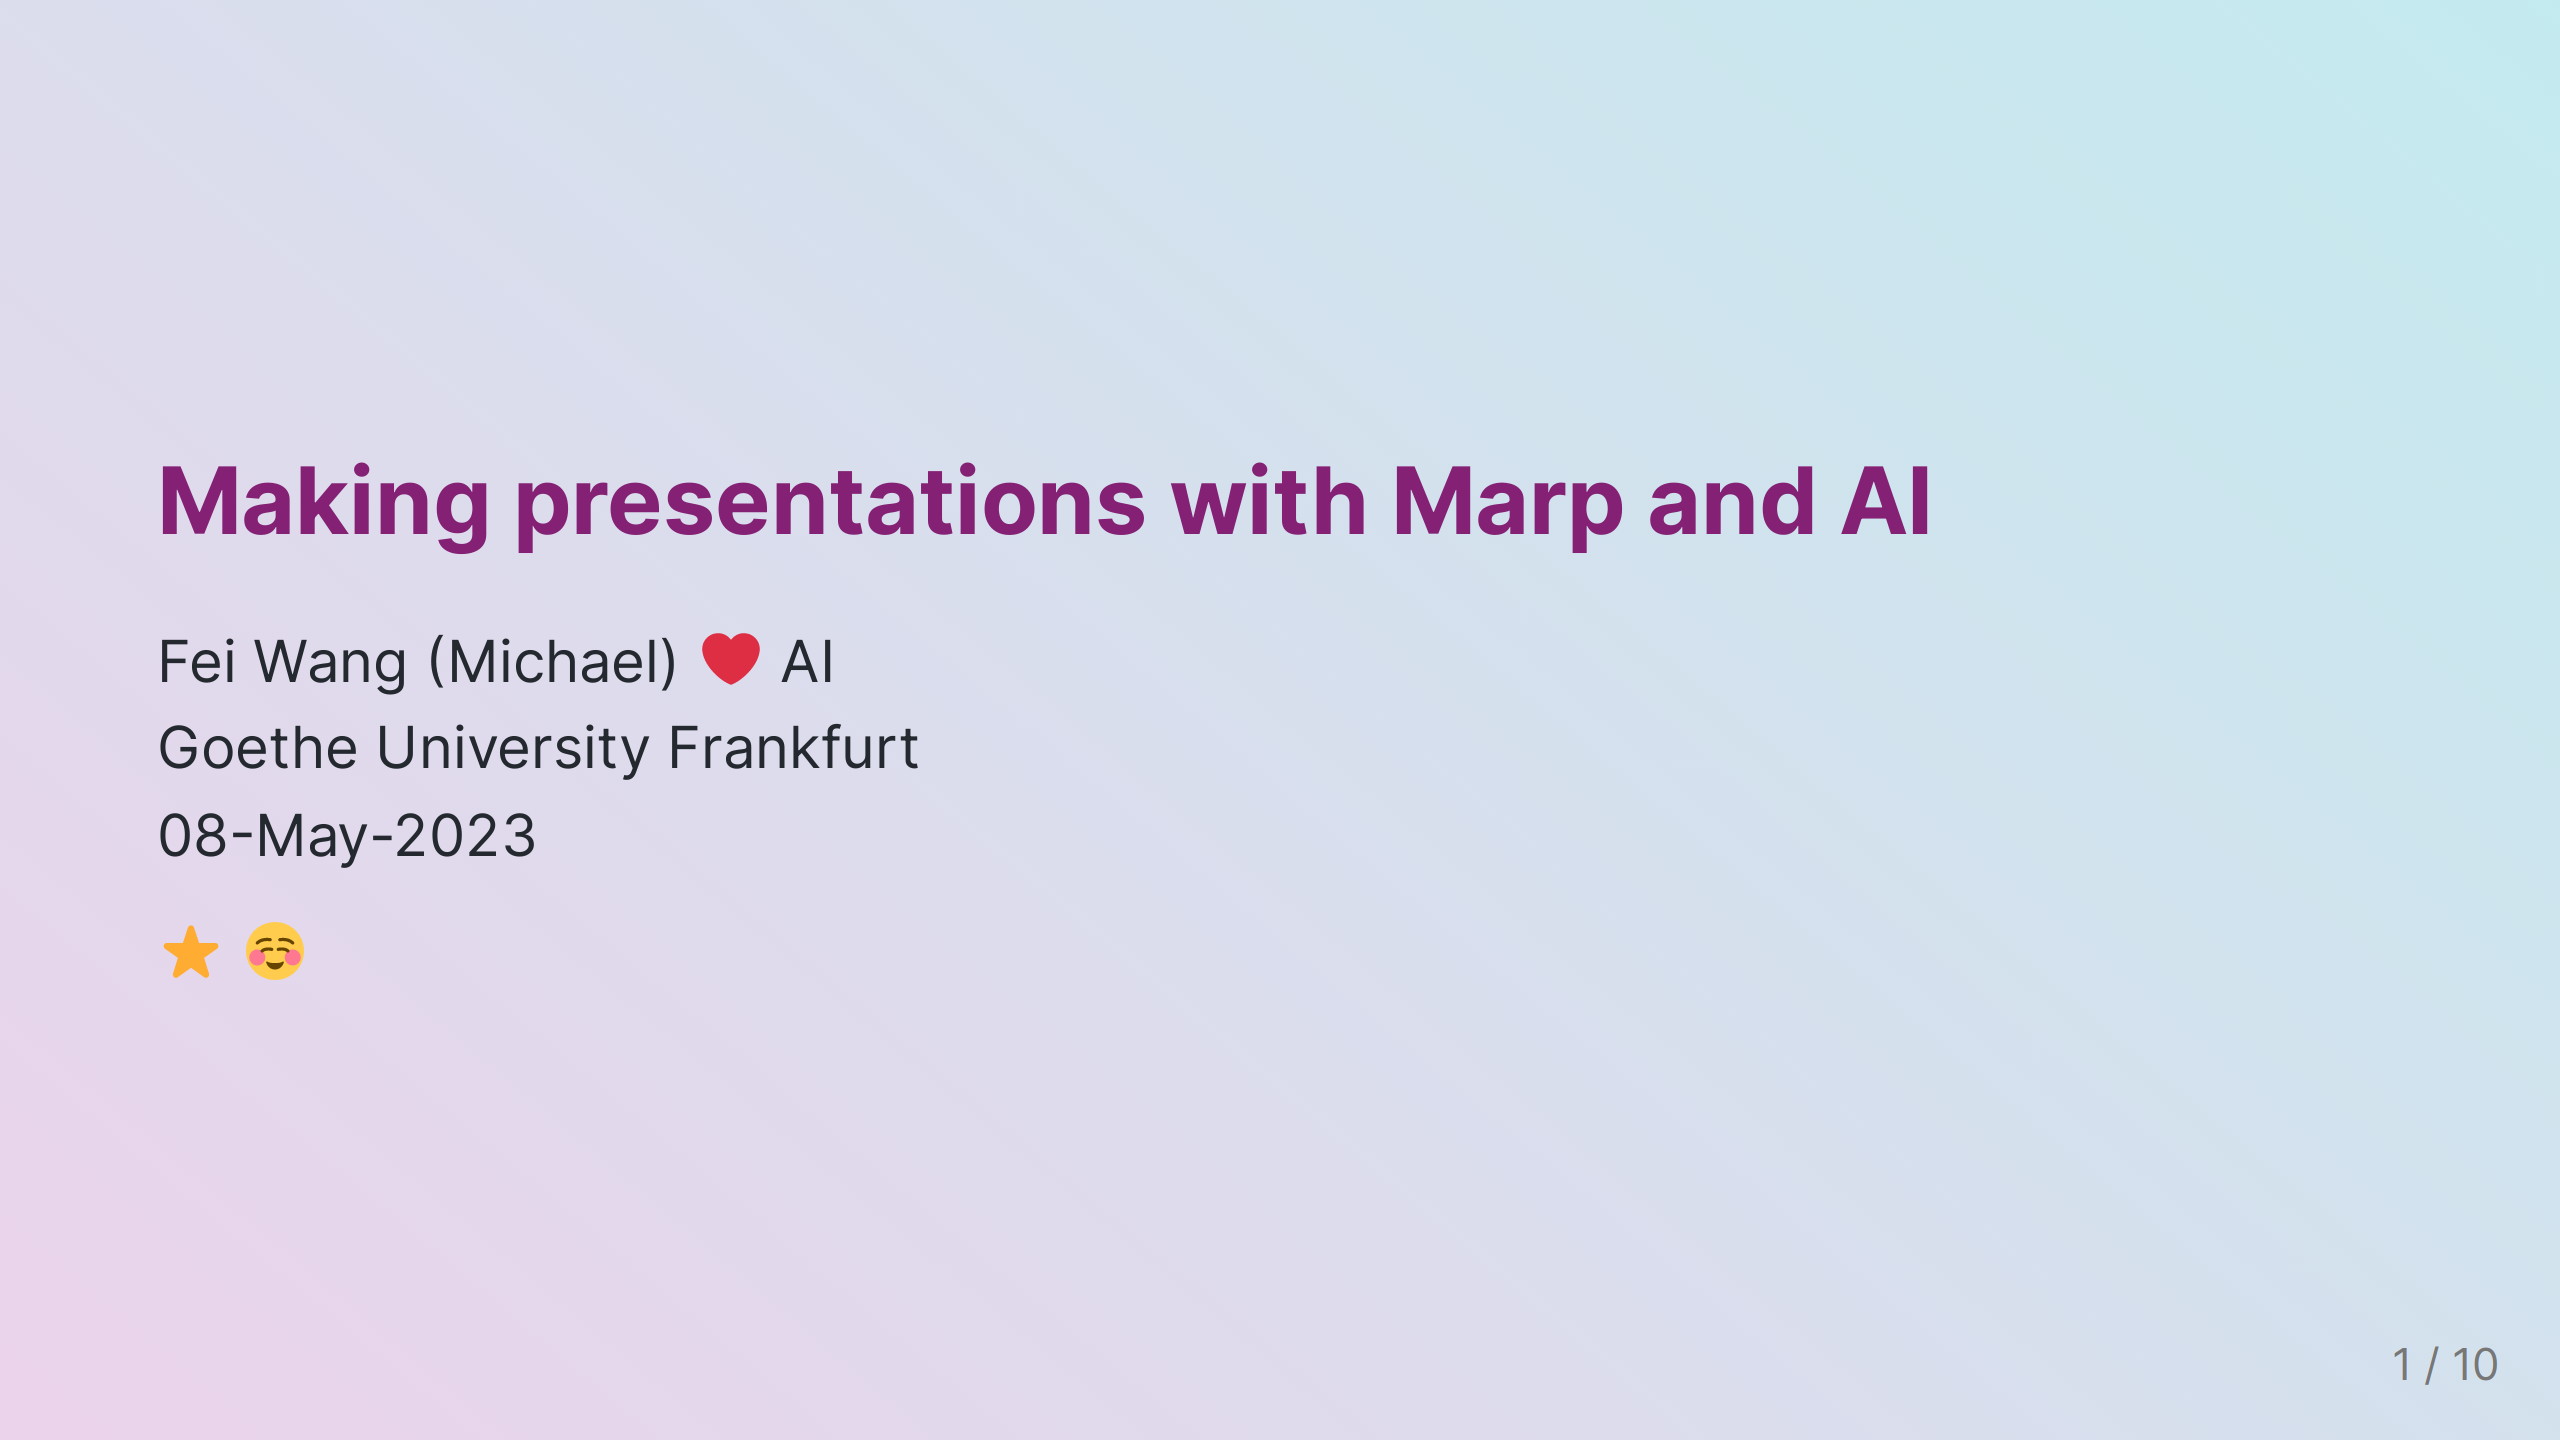 Making presentations with Marp and AI
Fei Wang (Michael) ❤️ AI
Goethe University Frankfurt
08-May-2023
⭐ ☺️
1 / 10